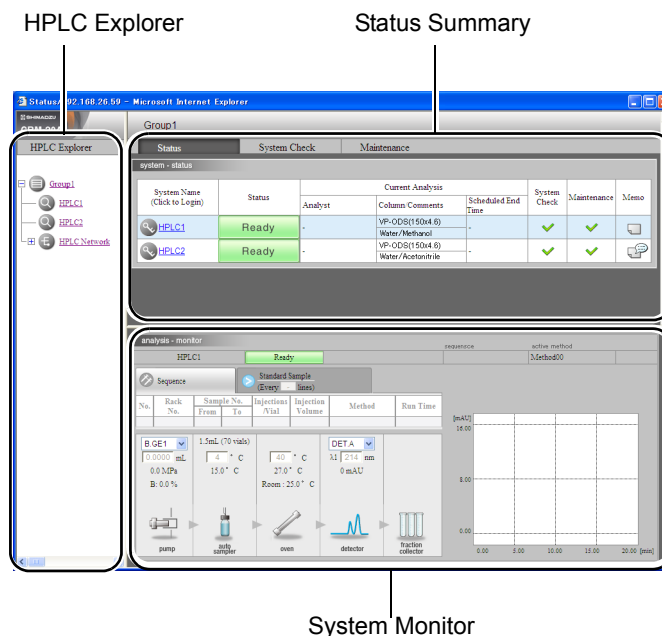 HPLC Explorer
Status Summary
92.168.26.59 - Microsoft Internet Explorer
SHIMADZU
Group1
HPLC Explorer
Status
System Check
Maintenance
system - status
System Name
(Click to Login)
Status
Current Analysis
Analyst
Column/Comments
Scheduled End
Time
System
Check
Maintenance
Memo
HPLC1
Ready
-
VP-ODS(150x4.6)
Water/Methanol
-
HPLC2
Ready
-
VP-ODS(150x4.6)
Water/Acetonitrile
-
Group1
HPLC1
HPLC2
HPLC Network
analysis - monitor
sequence
active method
HPLC1
Ready
Method00
Sequence
Standard Sample
(Every - lines)
No.
Rack
No.
Sample No.
From To
Injections
/Vial
Injection
Volume
Method
Run Time
B.GE1
0.0000 mL
0.0 MPa
B: 0.0 %
1.5mL (70 vials)
4 ° C
15.0° C
40 ° C
27.0° C
Room : 25.0° C
DET.A
λ1 214 nm
0 mAU
pump
auto
sampler
oven
detector
fraction
collector
[mAU]
16.00
8.00
0.00
0.00 5.00 10.00 15.00 20.00 [min]
System Monitor